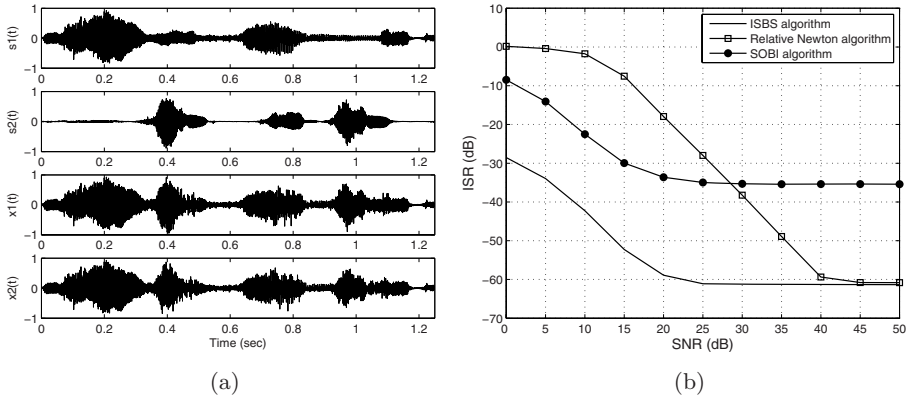 1
0
−1
s1(t)
0 0.2 0.4 0.6 0.8 1 1.2
1
0
−1
s2(t)
0 0.2 0.4 0.6 0.8 1 1.2
1
0
−1
x1(t)
0 0.2 0.4 0.6 0.8 1 1.2
1
0
−1
x2(t)
0 0.2 0.4 0.6 0.8 1 1.2
Time (sec)
(a)
ISBS algorithm
Relative Newton algorithm
SOBI algorithm
10
0
−10
−20
−30
−40
−50
−60
−70
ISR (dB)
0 5 10 15 20 25 30 35 40 45 50
SNR (dB)
(b)